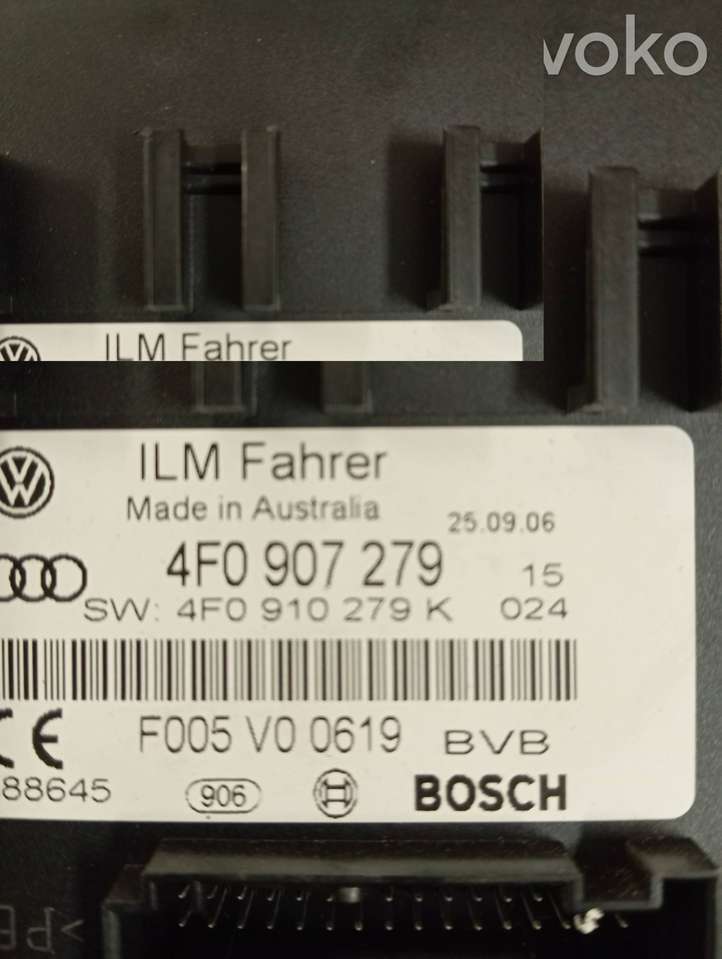 voko
ILM Fahrer
ILM Fahrer
Made in Australia
25.09.06
4F0 907 279 15
SW: 4F0 910 279 K 024
F005 V0 0619 BVB
CE
88645 906 BOSCH
>PB